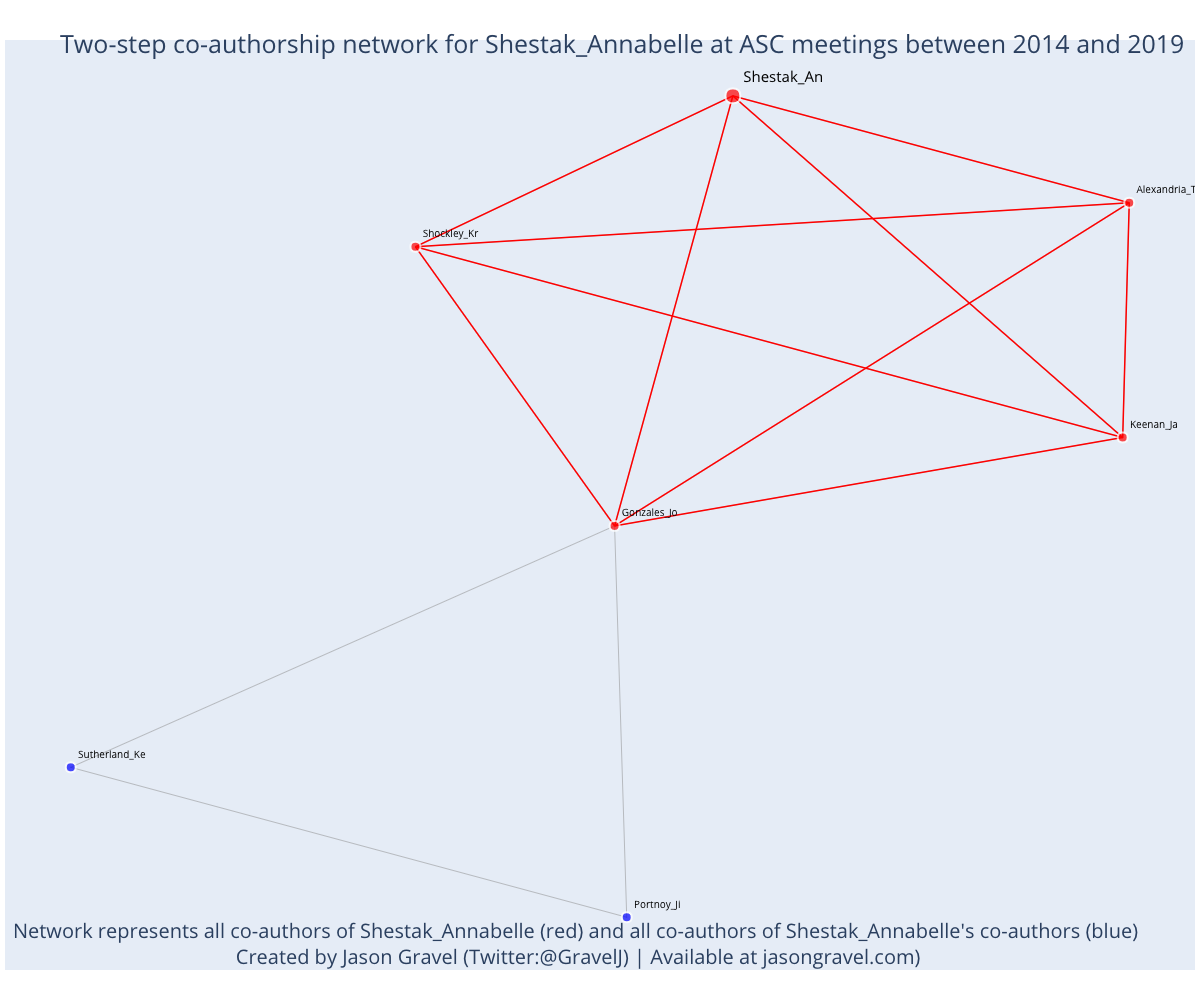 Two-step co-authorship network for Shestak_Annabelle at ASC meetings between 2014 and 2019
Shestak_An
Alexandria_T
Shockley_Kr
Keenan_Ja
Gonzales_Jo
Sutherland_Ke
Portnoy_Ji
Network represents all co-authors of Shestak_Annabelle (red) and all co-authors of Shestak_Annabelle's co-authors (blue)
Created by Jason Gravel (Twitter:@GravelJ) | Available at jasongravel.com)